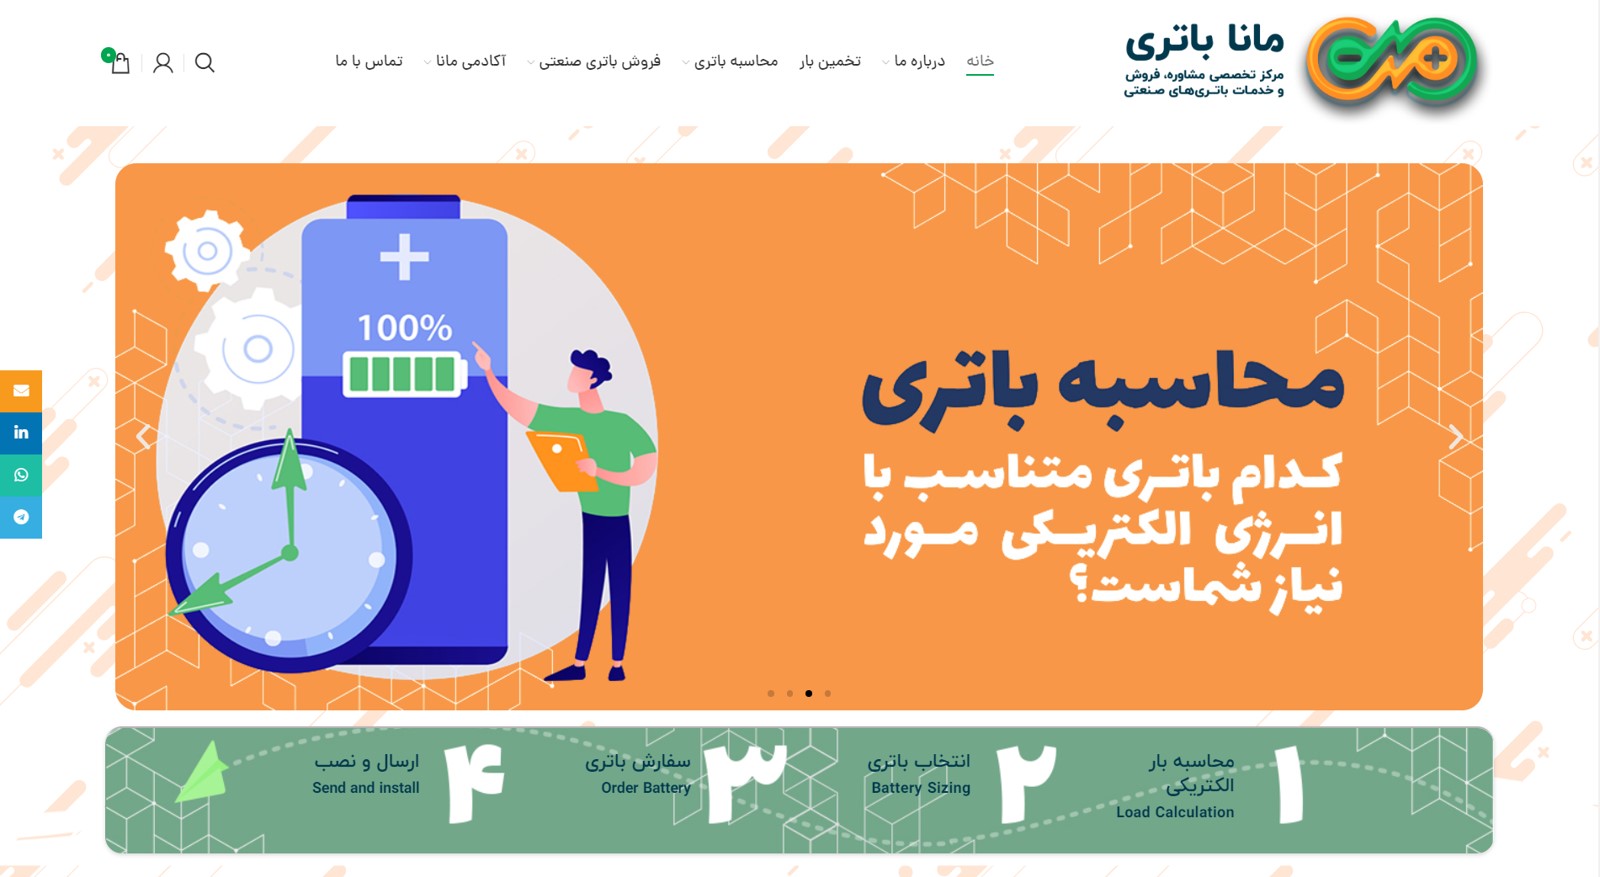 مانا باتری
مرکز تخصصی مشاوره، فروش
و خدمات باتری‌های صنعتی
خانه
درباره ما
تخمین بار
محاسبه باتری
فروش باتری صنعتی
آکادمی مانا
تماس با ما
۰
محاسبه باتری
کدام باتری متناسب با
انرژی الکتریکی مورد
نیاز شماست؟
100%
۱
محاسبه بار
الکتریکی
Load Calculation
۲
انتخاب باتری
Battery Sizing
۳
سفارش باتری
Order Battery
۴
ارسال و نصب
Send and install
in